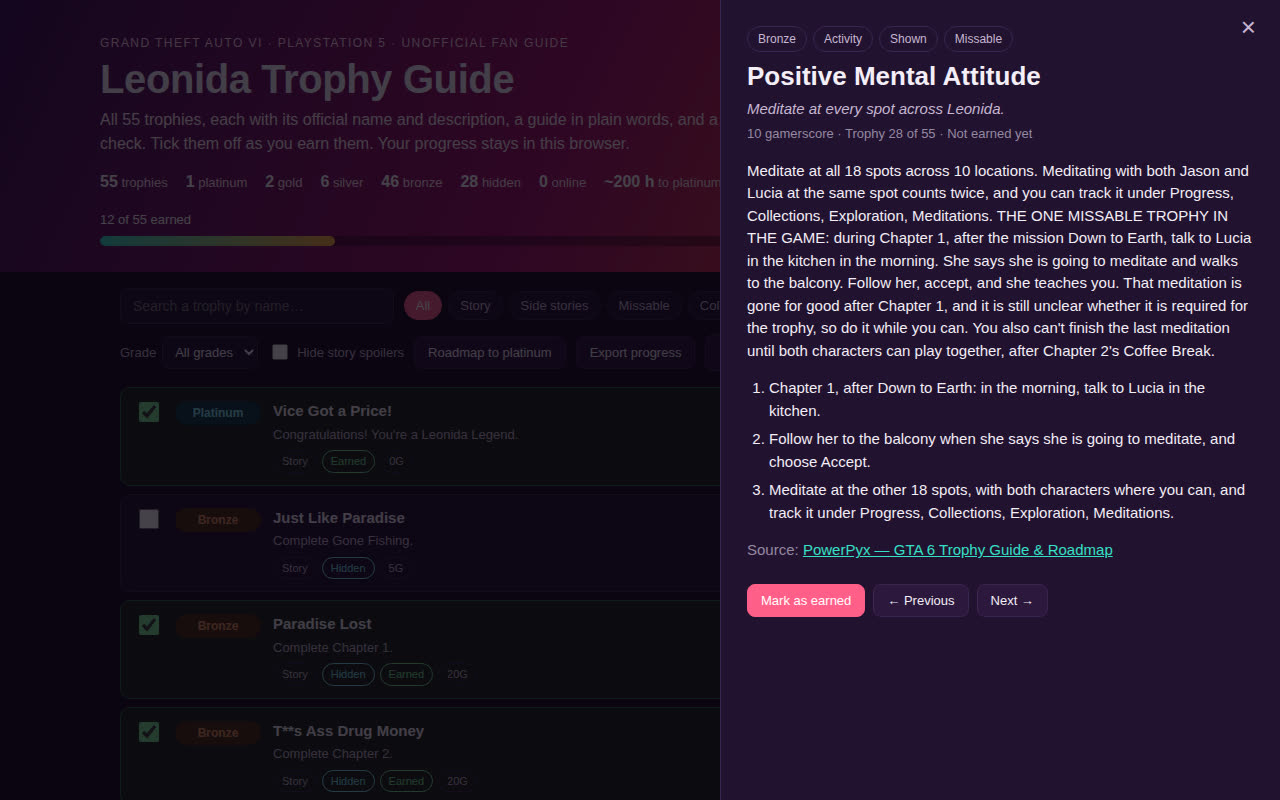 GRAND THEFT AUTO VI · PLAYSTATION 5 · UNOFFICIAL FAN GUIDE
Leonida Trophy Guide
All 55 trophies, each with its official name and description, a guide in plain words, and a
check. Tick them off as you earn them. Your progress stays in this browser.
55 trophies 1 platinum 2 gold 6 silver 46 bronze 28 hidden 0 online ~200 h to platinum
12 of 55 earned
Search a trophy by name…
All Story Side stories Missable
Grade All grades Hide story spoilers Roadmap to platinum Export progress
Platinum Vice Got a Price!
Congratulations! You're a Leonida Legend.
Story Earned 0G
Bronze Just Like Paradise
Complete Gone Fishing.
Story Hidden 5G
Bronze Paradise Lost
Complete Chapter 1.
Story Hidden Earned 20G
Bronze T**s Ass Drug Money
Complete Chapter 2.
Story Hidden Earned 20G
✕
Bronze Activity Shown Missable
Positive Mental Attitude
Meditate at every spot across Leonida.
10 gamerscore · Trophy 28 of 55 · Not earned yet
Meditate at all 18 spots across 10 locations. Meditating with both Jason and
Lucia at the same spot counts twice, and you can track it under Progress,
Collections, Exploration, Meditations. THE ONE MISSABLE TROPHY IN
THE GAME: during Chapter 1, after the mission Down to Earth, talk to Lucia
in the kitchen in the morning. She says she is going to meditate and walks
to the balcony. Follow her, accept, and she teaches you. That meditation is
gone for good after Chapter 1, and it is still unclear whether it is required for
the trophy, so do it while you can. You also can't finish the last meditation
until both characters can play together, after Chapter 2's Coffee Break.
1. Chapter 1, after Down to Earth: in the morning, talk to Lucia in the
kitchen.
2. Follow her to the balcony when she says she is going to meditate, and
choose Accept.
3. Meditate at the other 18 spots, with both characters where you can, and
track it under Progress, Collections, Exploration, Meditations.
Source: PowerPyx — GTA 6 Trophy Guide & Roadmap
Mark as earned ← Previous Next →